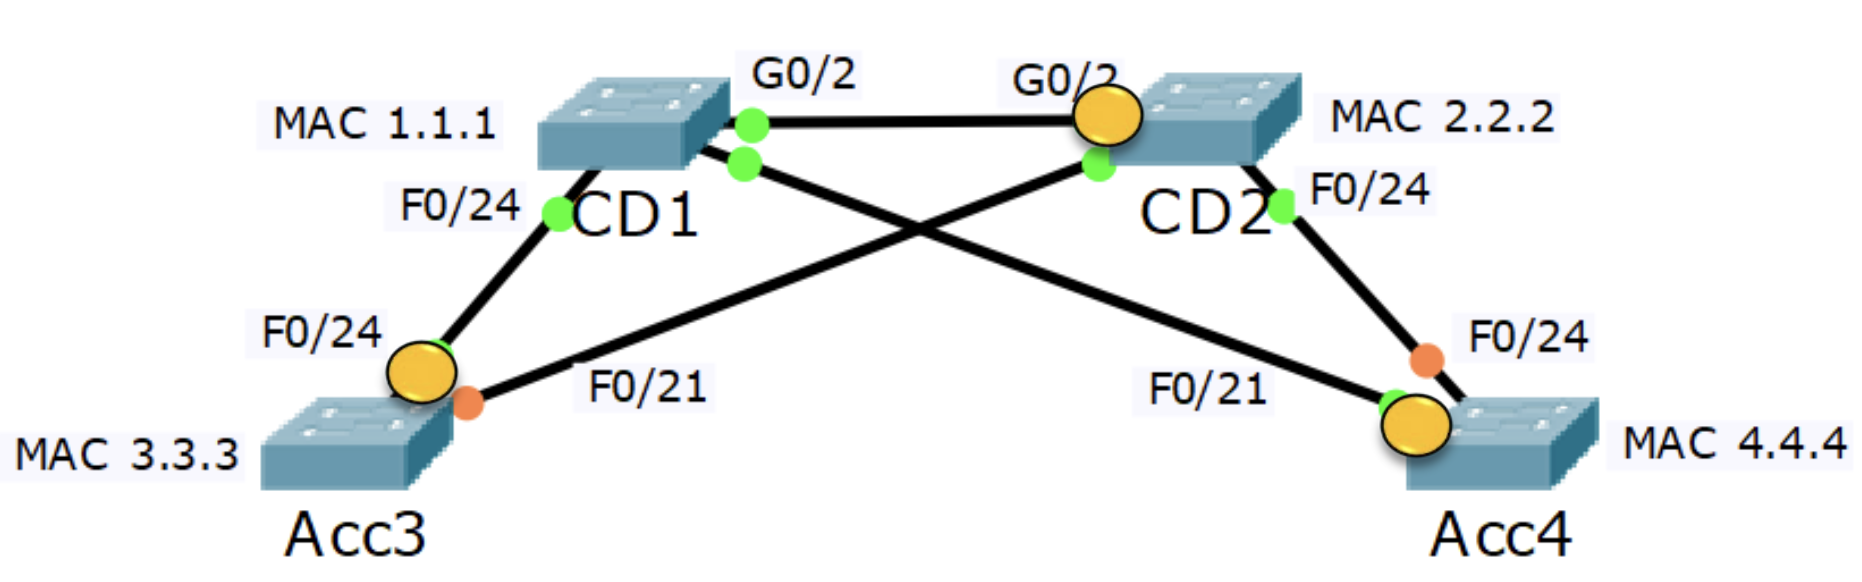 G0/2
G0/2
MAC 1.1.1
MAC 2.2.2
F0/24
CD1
CD2
F0/24
F0/24
F0/24
F0/21
F0/21
MAC 3.3.3
MAC 4.4.4
Acc3
Acc4